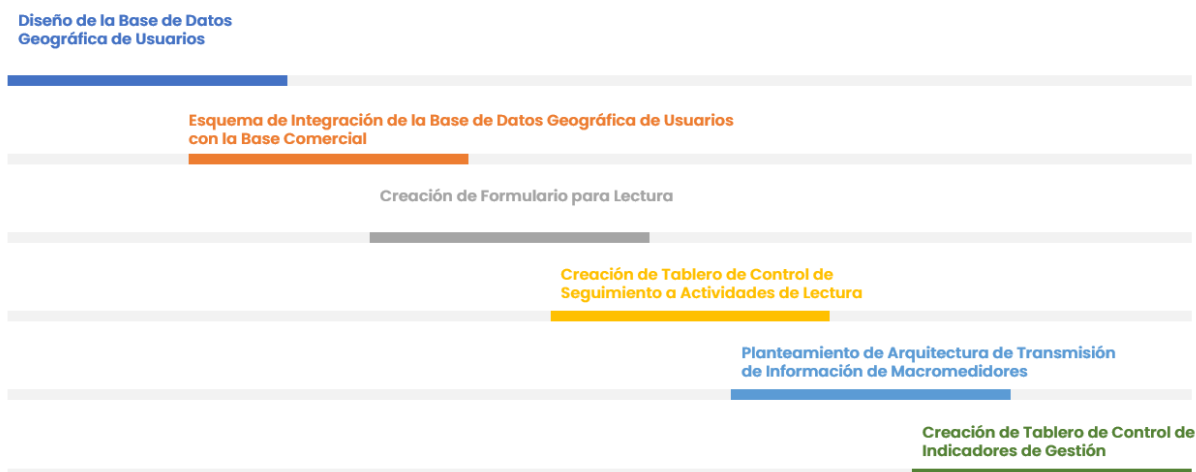 Diseño de la Base de Datos
Geográfica de Usuarios
Esquema de Integración de la Base de Datos Geográfica de Usuarios
con la Base Comercial
Creación de Formulario para Lectura
Creación de Tablero de Control de
Seguimiento a Actividades de Lectura
Planteamiento de Arquitectura de Transmisión
de Información de Macromedidores
Creación de Tablero de Control de
Indicadores de Gestión